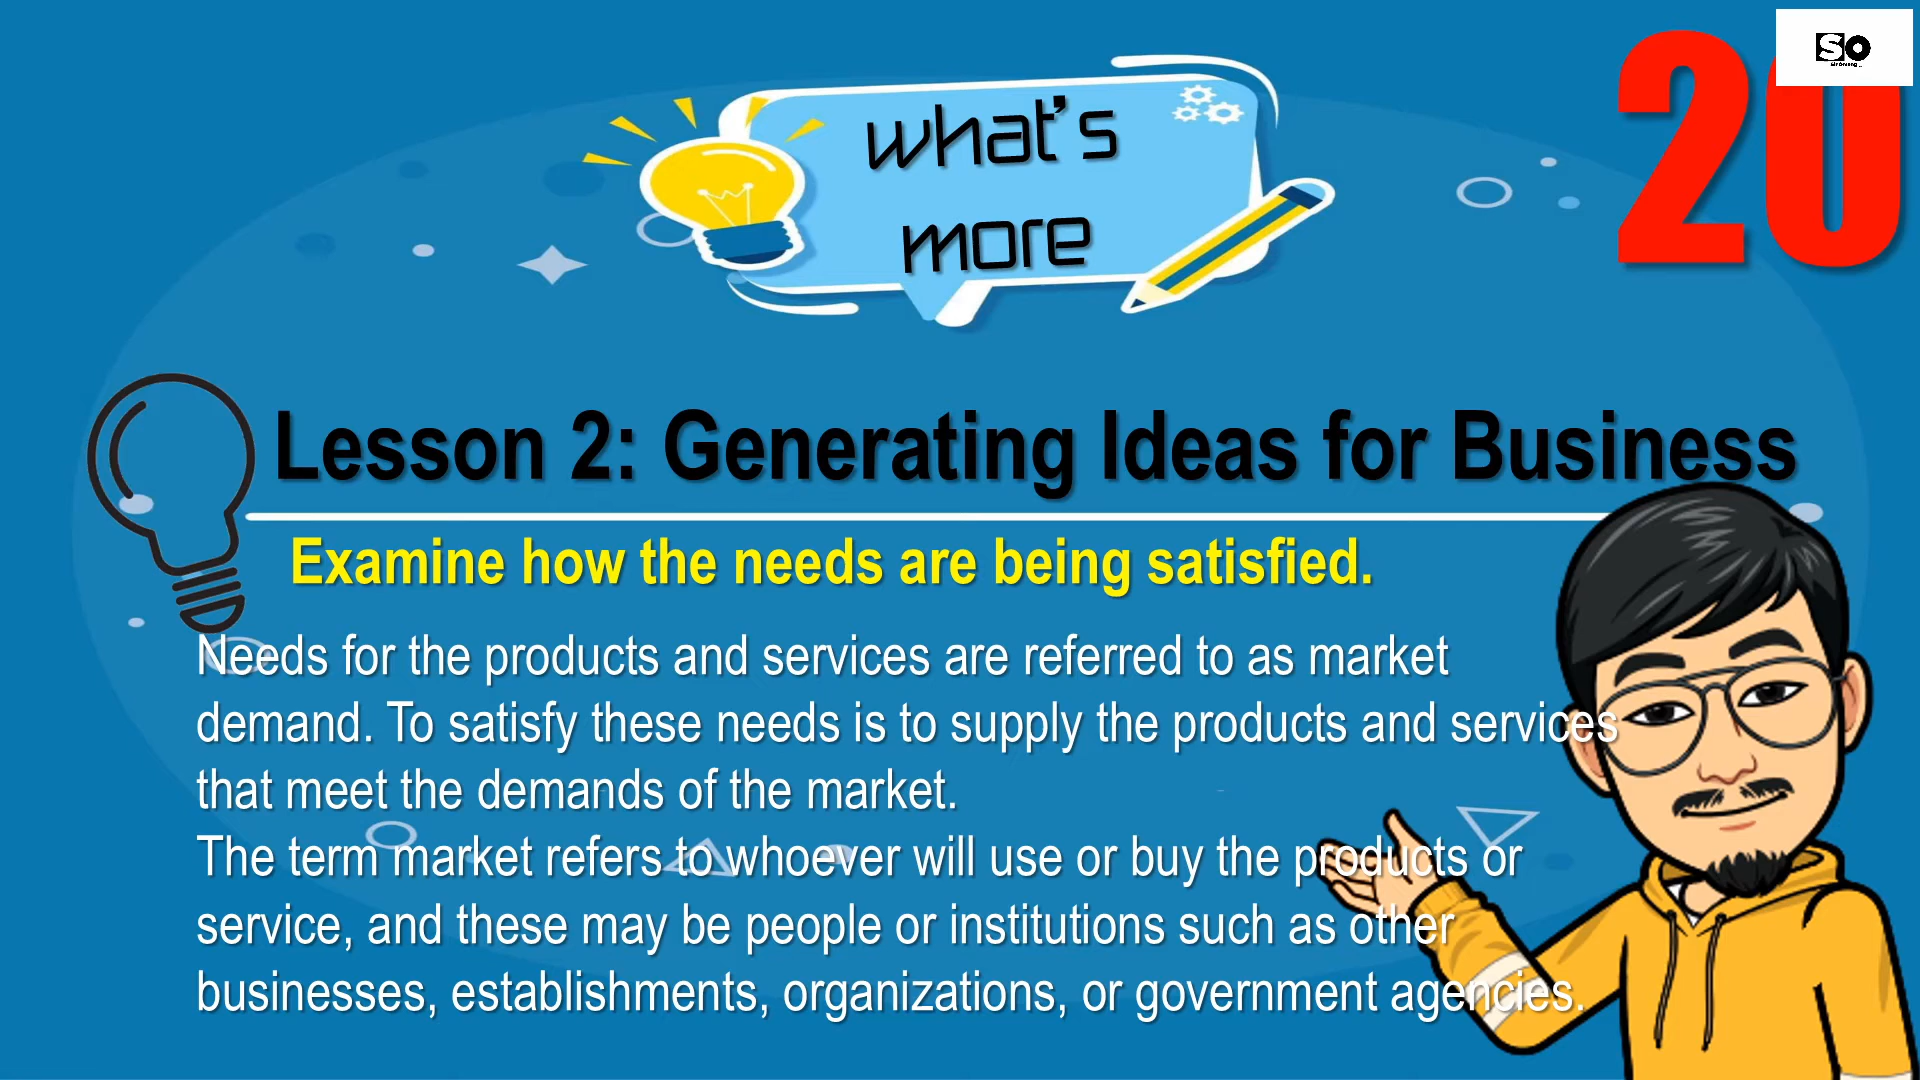 what's
more
20
SO
Lesson 2: Generating Ideas for Business
Examine how the needs are being satisfied.
Needs for the products and services are referred to as market
demand. To satisfy these needs is to supply the products and services
that meet the demands of the market.
The term market refers to whoever will use or buy the products or
service, and these may be people or institutions such as other
businesses, establishments, organizations, or government agencies.